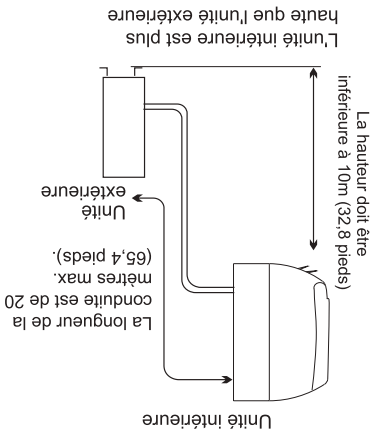 Unité intérieure
La longueur de la
conduite est de 20
mètres max.
(65,4 pieds).
Unité
extérieure
La hauteur doit être
inférieure à 10m (32,8 pieds)
L'unité intérieure est plus
haute que l'unité extérieure